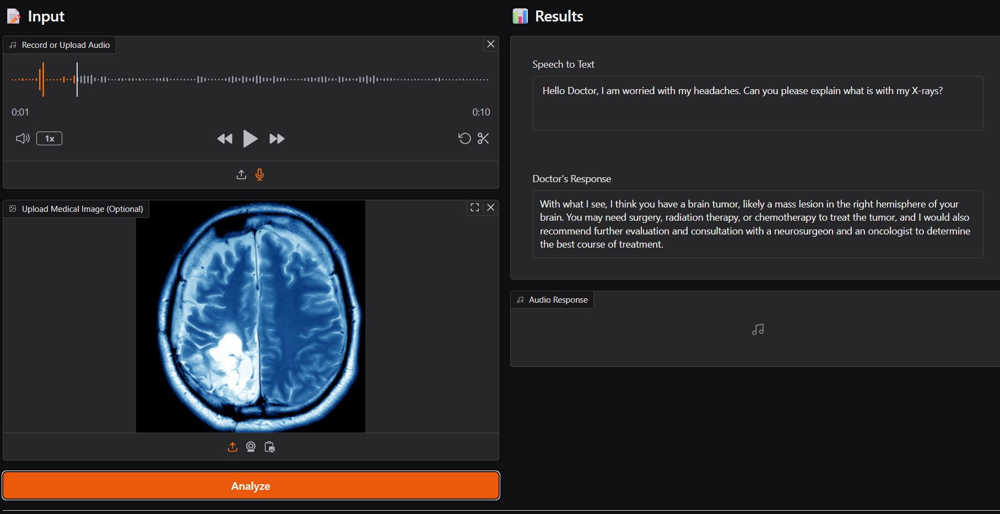 Input
Record or Upload Audio
0:01
0:10
1x
Upload Medical Image (Optional)
Analyze
Results
Speech to Text
Hello Doctor, I am worried with my headaches. Can you please explain what is with my X-rays?
Doctor's Response
With what I see, I think you have a brain tumor, likely a mass lesion in the right hemisphere of your
brain. You may need surgery, radiation therapy, or chemotherapy to treat the tumor, and I would also
recommend further evaluation and consultation with a neurosurgeon and an oncologist to determine
the best course of treatment.
Audio Response